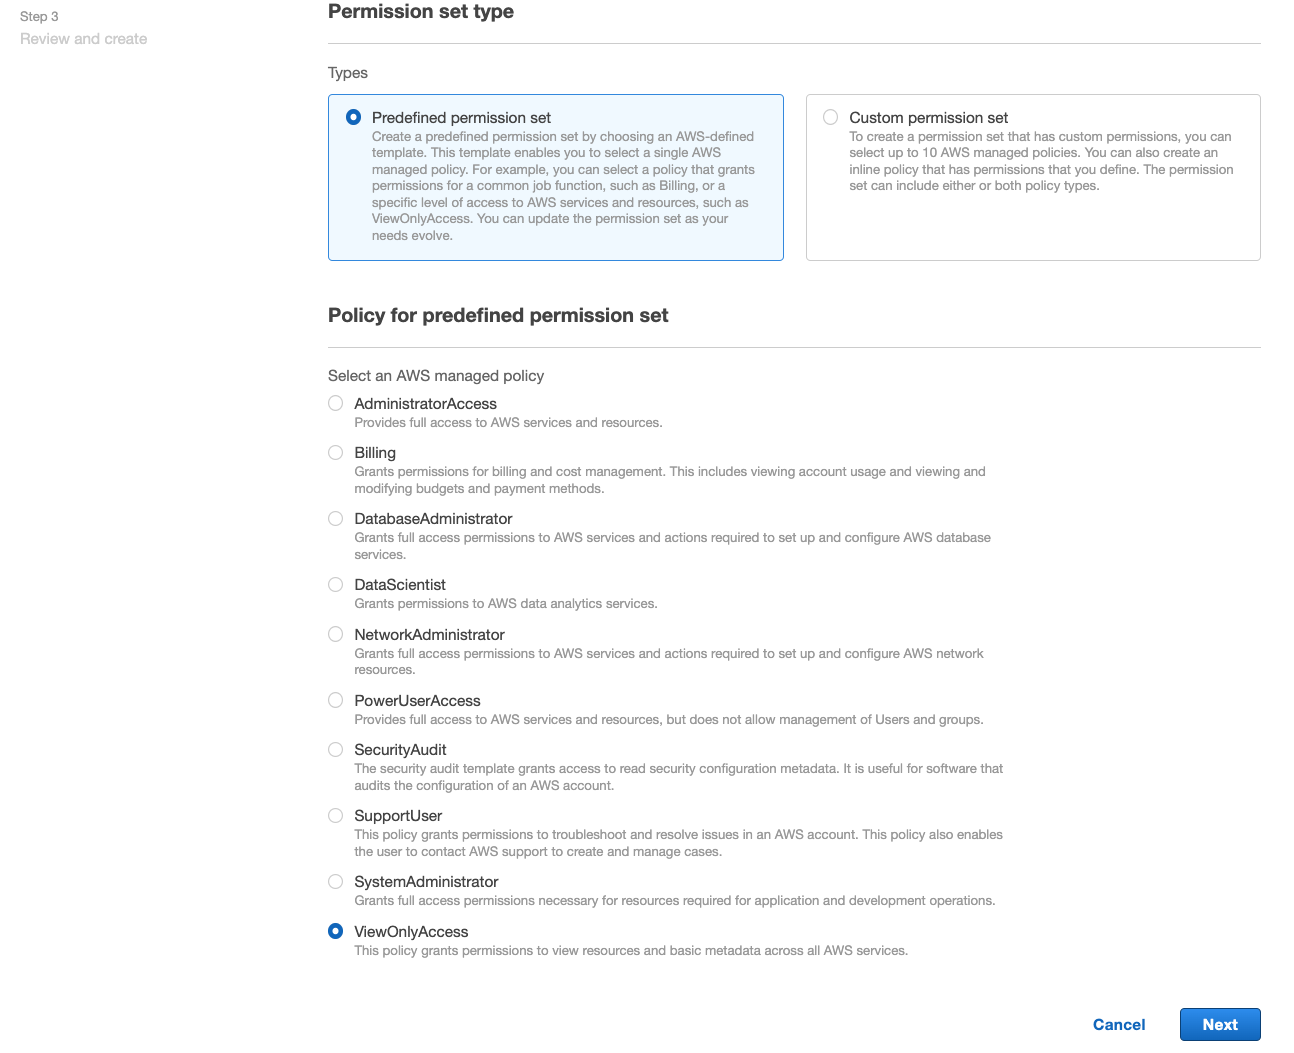 Step 3
Review and create
Permission set type
Types
Predefined permission set
Create a predefined permission set by choosing an AWS-defined
template. This template enables you to select a single AWS
managed policy. For example, you can select a policy that grants
permissions for a common job function, such as Billing, or a
specific level of access to AWS services and resources, such as
ViewOnlyAccess. You can update the permission set as your
needs evolve.
Custom permission set
To create a permission set that has custom permissions, you can
select up to 10 AWS managed policies. You can also create an
inline policy that has permissions that you define. The permission
set can include either or both policy types.
Policy for predefined permission set
Select an AWS managed policy
AdministratorAccess
Provides full access to AWS services and resources.
Billing
Grants permissions for billing and cost management. This includes viewing account usage and viewing and
modifying budgets and payment methods.
DatabaseAdministrator
Grants full access permissions to AWS services and actions required to set up and configure AWS database
services.
DataScientist
Grants permissions to AWS data analytics services.
NetworkAdministrator
Grants full access permissions to AWS services and actions required to set up and configure AWS network
resources.
PowerUserAccess
Provides full access to AWS services and resources, but does not allow management of Users and groups.
SecurityAudit
The security audit template grants access to read security configuration metadata. It is useful for software that
audits the configuration of an AWS account.
SupportUser
This policy grants permissions to troubleshoot and resolve issues in an AWS account. This policy also enables
the user to contact AWS support to create and manage cases.
SystemAdministrator
Grants full access permissions necessary for resources required for application and development operations.
ViewOnlyAccess
This policy grants permissions to view resources and basic metadata across all AWS services.
Cancel
Next